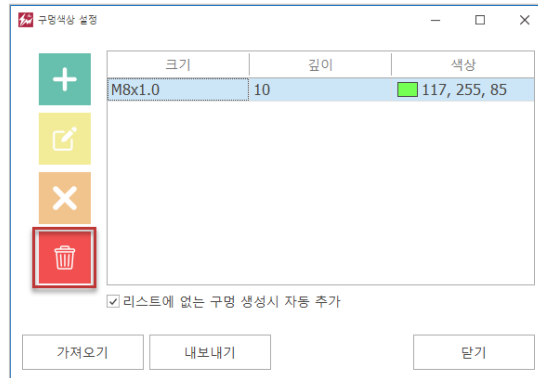 구멍색상 설정
크기 깊이 색상
M8x1.0 10 117, 255, 85
리스트에 없는 구멍 생성시 자동 추가
가져오기 내보내기 닫기